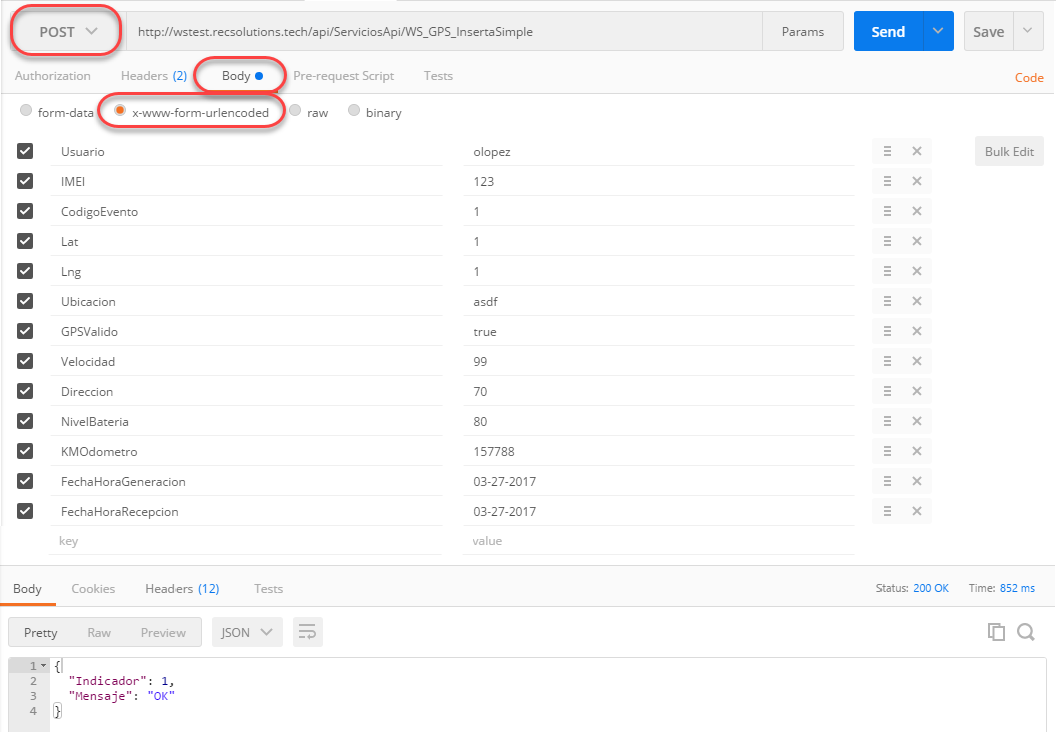 POST http://wstest.recsolutions.tech/api/ServiciosApi/WS_GPS_InsertaSimple Params Send Save
Authorization Headers (2) Body Pre-request Script Tests Code
form-data x-www-form-urlencoded raw binary
Usuario olopez Bulk Edit
IMEI 123
CodigoEvento 1
Lat 1
Lng 1
Ubicacion asdf
GPSValido true
Velocidad 99
Direccion 70
NivelBateria 80
KMOdometro 157788
FechaHoraGeneracion 03-27-2017
FechaHoraRecepcion 03-27-2017
key value
Body Cookies Headers (12) Tests Status: 200 OK Time: 852 ms
Pretty Raw Preview JSON
1 {
2 "Indicador": 1,
3 "Mensaje": "OK"
4 }